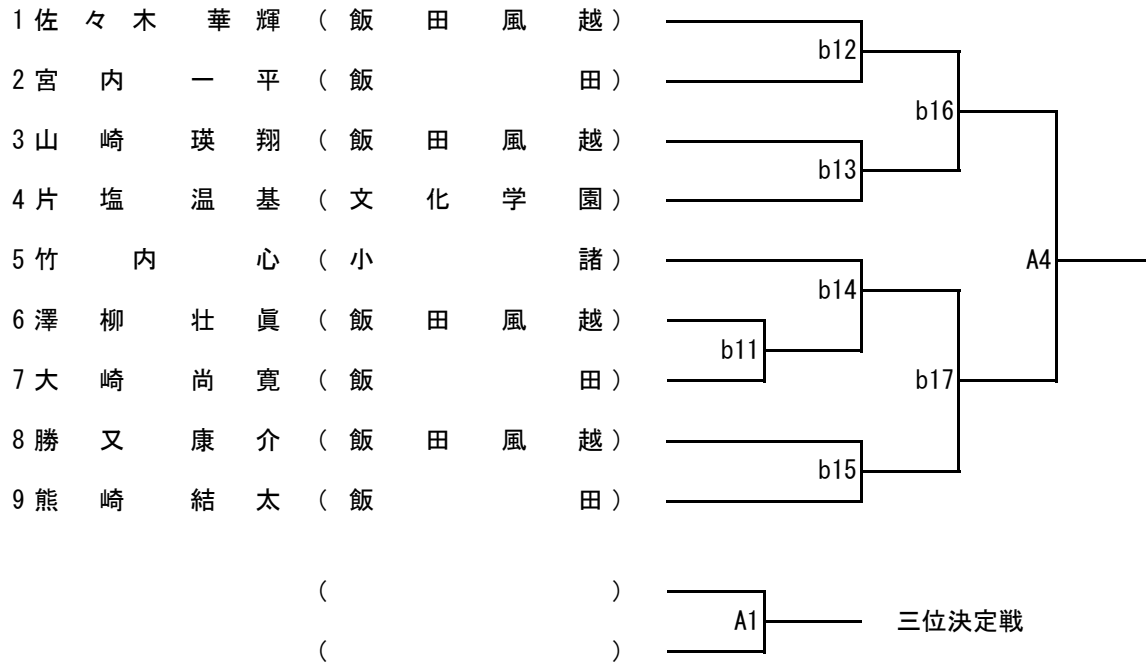 1 佐々木 華輝 (飯田風越)
b12
2 宮内 一平 (飯田)
b16
3 山崎 瑛翔 (飯田風越)
b13
4 片塩 温基 (文化学園)
5 竹内 心 (小諸)
A4
b14
6 澤柳 壮眞 (飯田風越)
b11
7 大崎 尚寛 (飯田)
b17
8 勝又 康介 (飯田風越)
b15
9 熊崎 結太 (飯田)
( )
A1 三位決定戦
( )